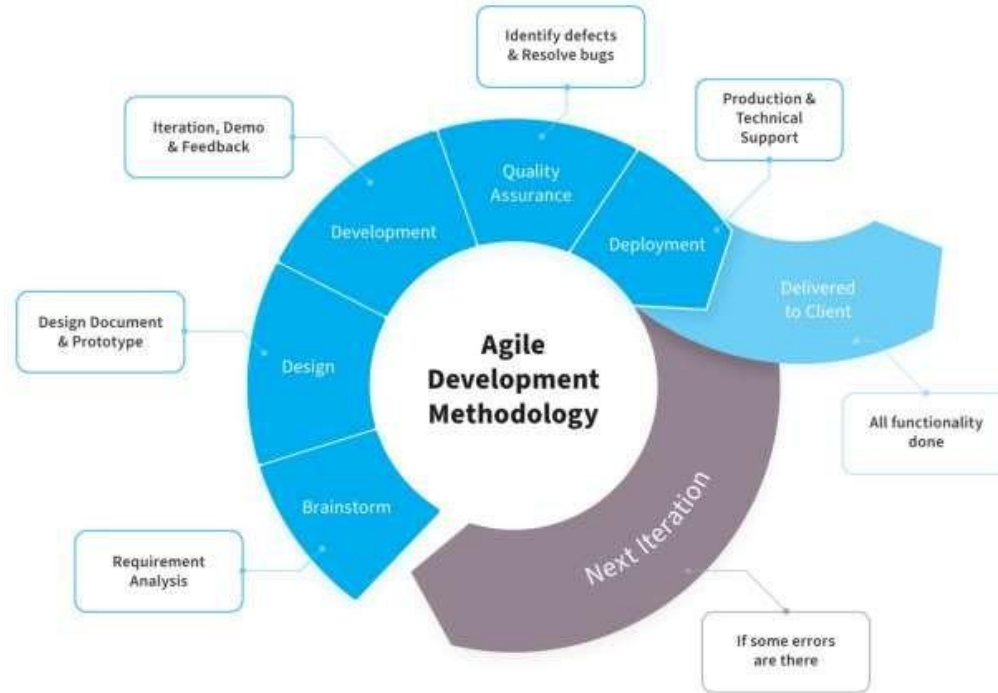 Identify defects
& Resolve bugs
Production &
Technical
Support
Iteration, Demo
& Feedback
Quality
Assurance
Development
Deployment
Delivered
to Client
Design Document
& Prototype
Design
Agile
Development
Methodology
All functionality
done
Brainstorm
Next Iteration
Requirement
Analysis
If some errors
are there